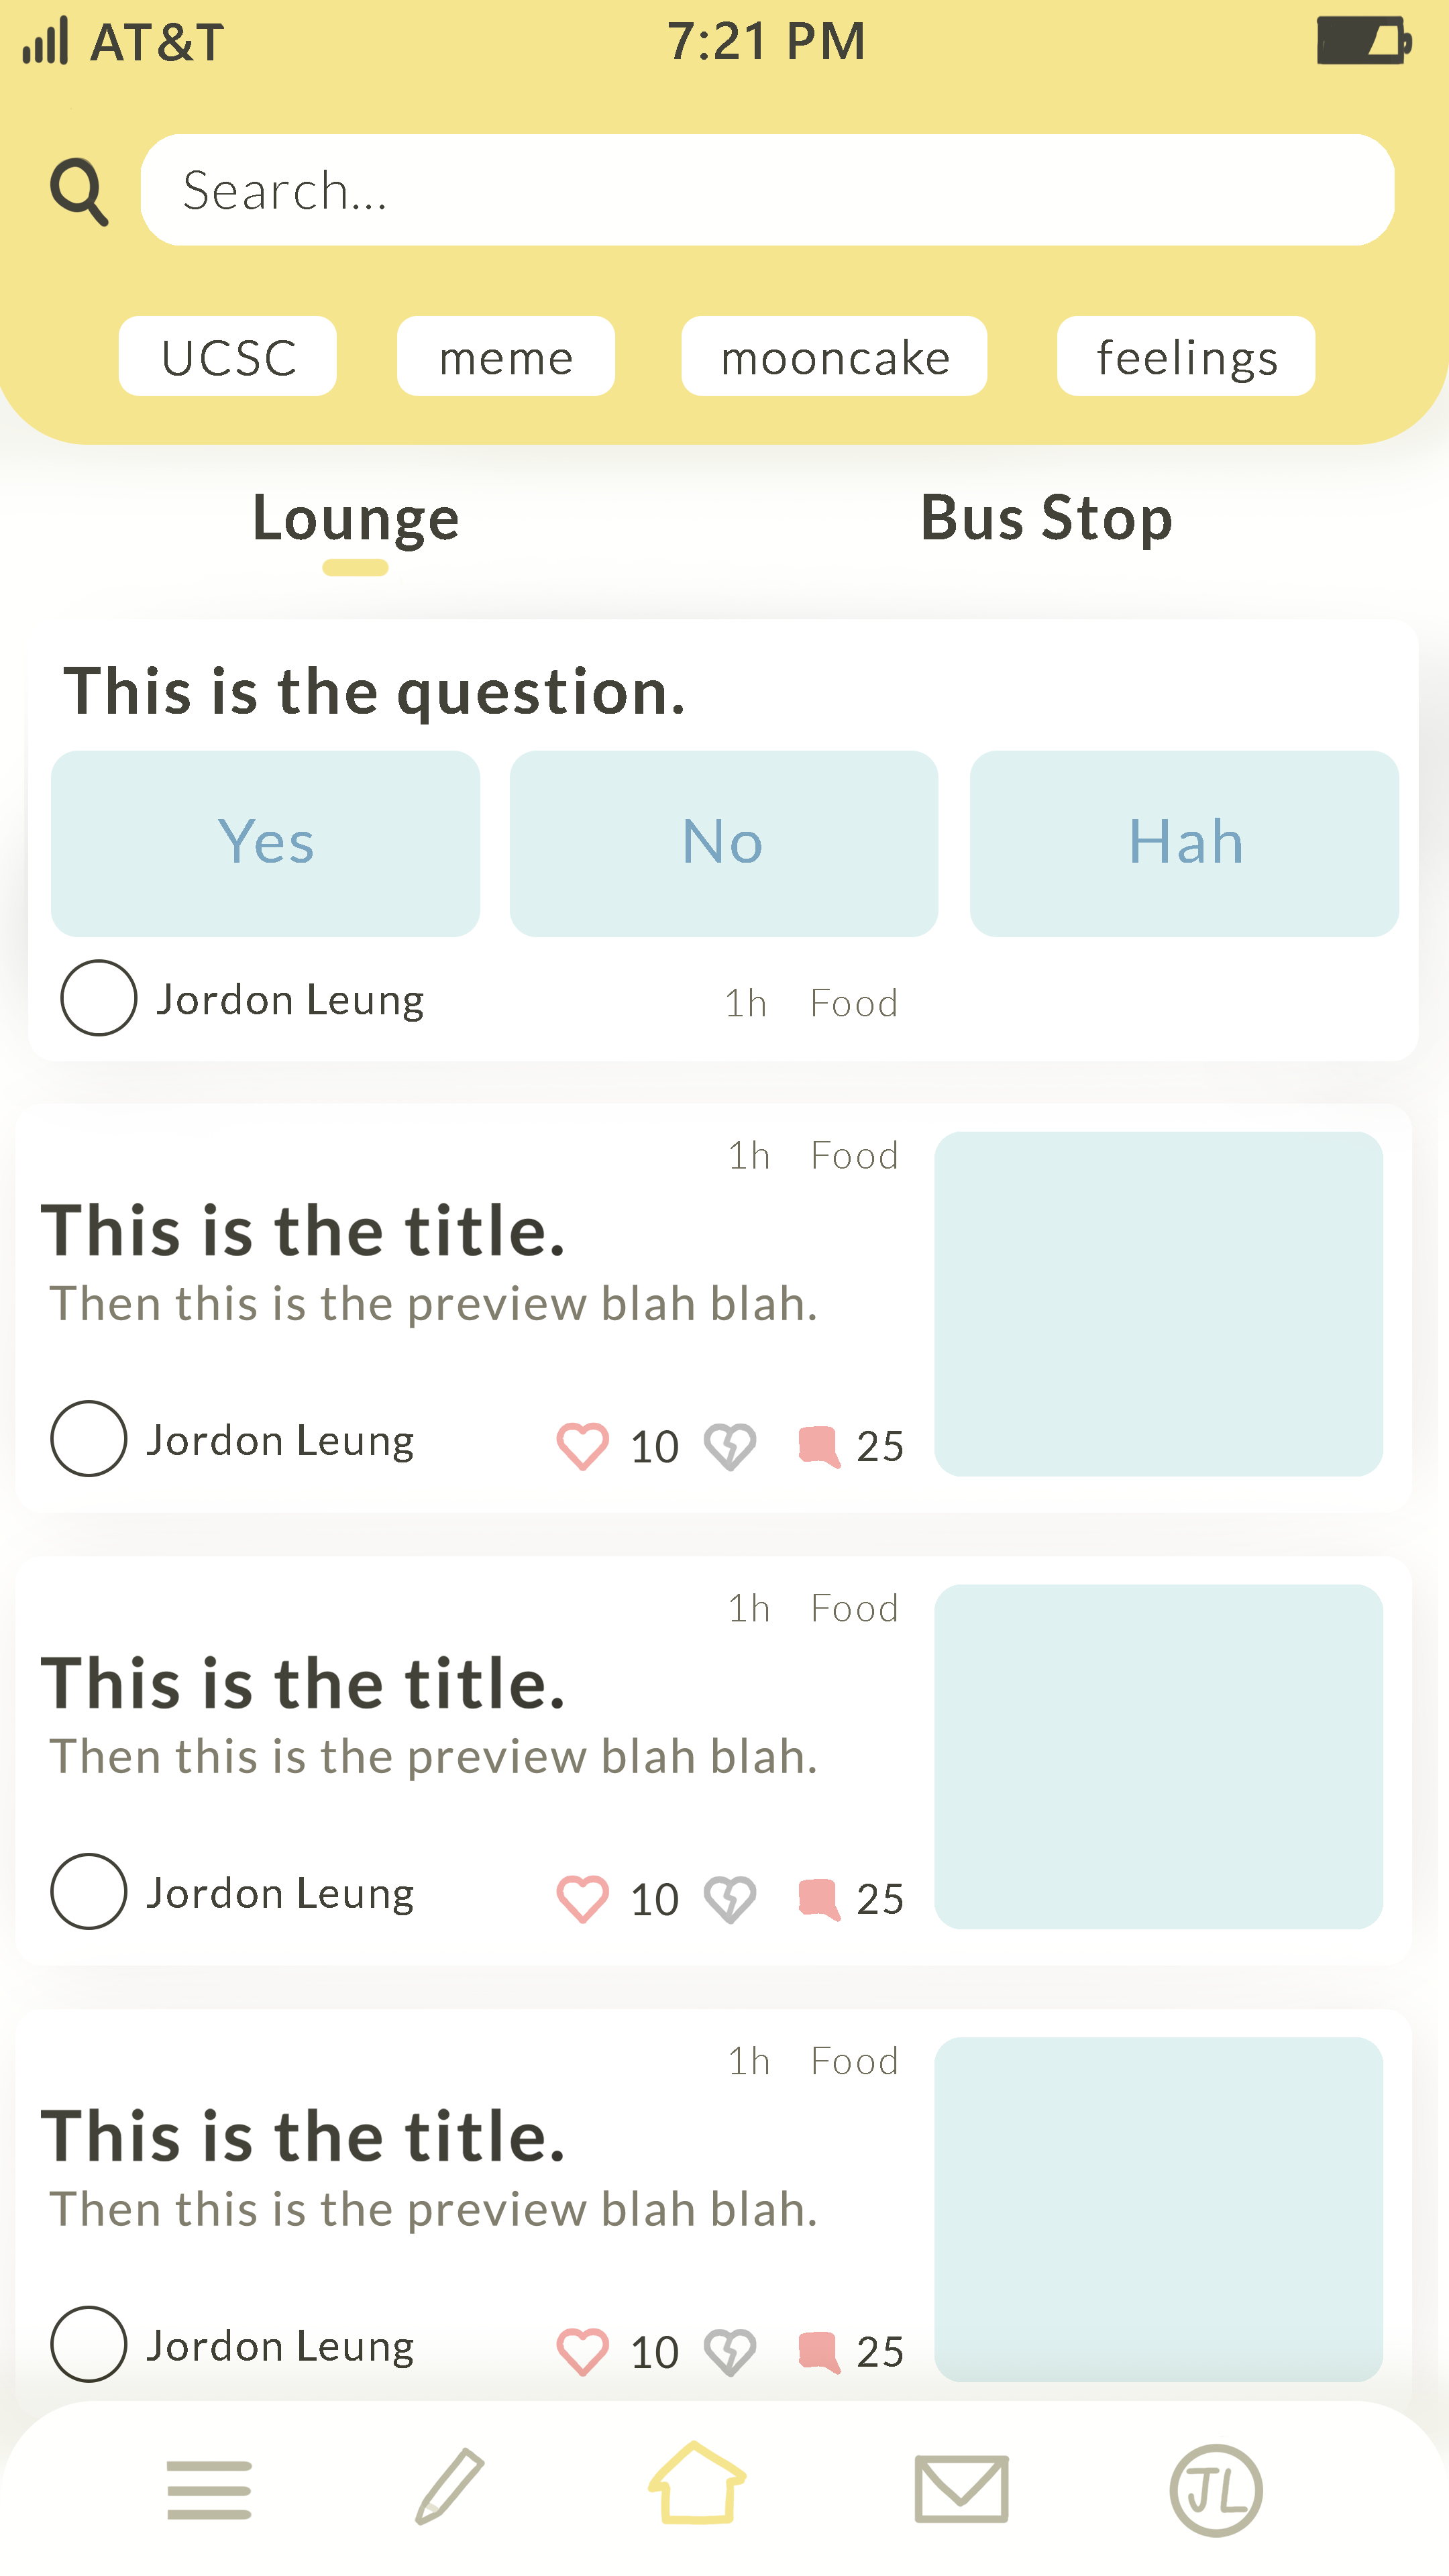 AT&T 7:21 PM
Search...
UCSC meme mooncake feelings
Lounge Bus Stop
This is the question.
Yes No Hah
Jordon Leung 1h Food
1h Food
This is the title.
Then this is the preview blah blah.
Jordon Leung 10 25
1h Food
This is the title.
Then this is the preview blah blah.
Jordon Leung 10 25
1h Food
This is the title.
Then this is the preview blah blah.
Jordon Leung 10 25
JL